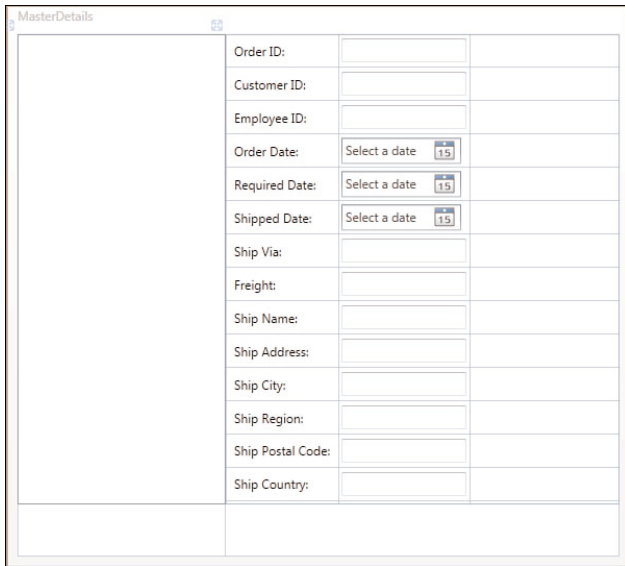 MasterDetails
Order ID:
Customer ID:
Employee ID:
Order Date: Select a date 15
Required Date: Select a date 15
Shipped Date: Select a date 15
Ship Via:
Freight:
Ship Name:
Ship Address:
Ship City:
Ship Region:
Ship Postal Code:
Ship Country: